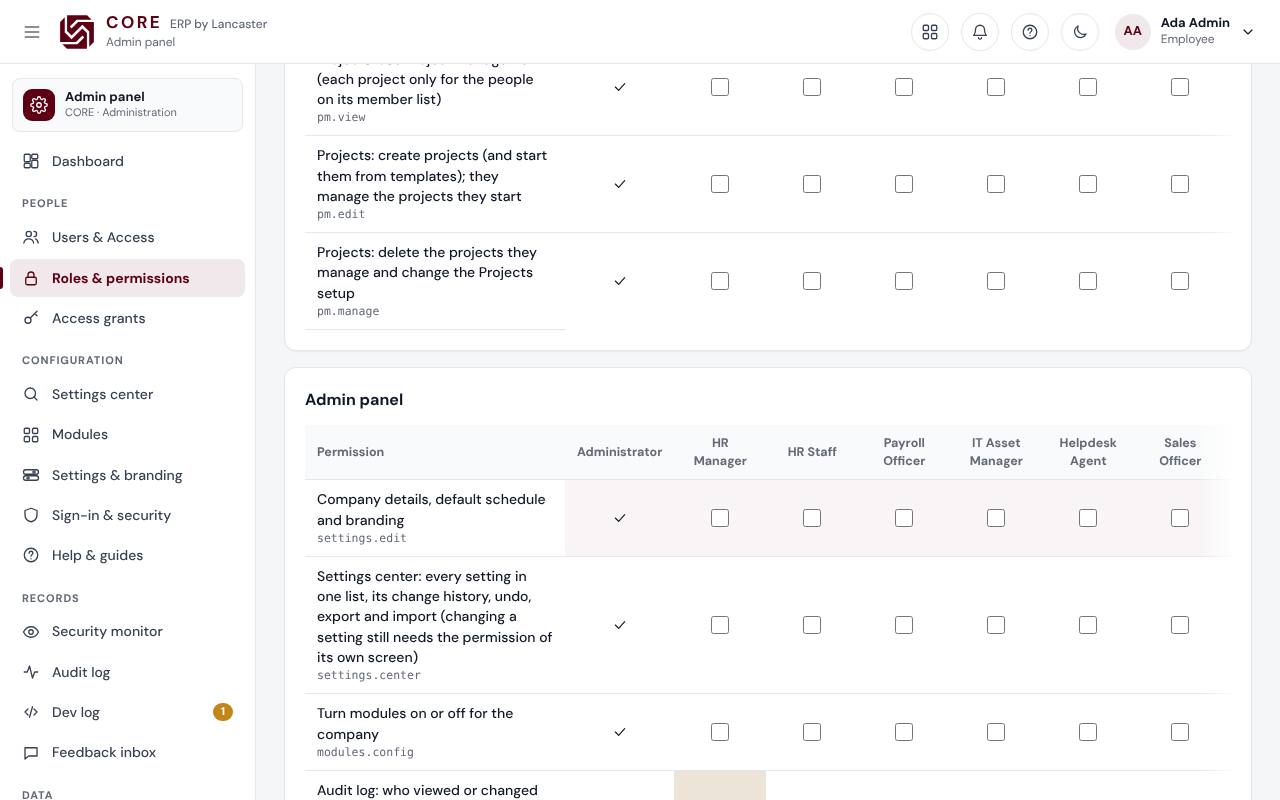 CORE ERP by Lancaster
Admin panel
AA
Ada Admin
Employee
Admin panel
CORE · Administration
Dashboard
PEOPLE
Users & Access
Roles & permissions
Access grants
CONFIGURATION
Settings center
Modules
Settings & branding
Sign-in & security
Help & guides
RECORDS
Security monitor
Audit log
Dev log 1
Feedback inbox
DATA
(each project only for the people
on its member list)
pm.view
Projects: create projects (and start
them from templates); they
manage the projects they start
pm.edit
Projects: delete the projects they
manage and change the Projects
setup
pm.manage
Admin panel
Permission
Administrator
HR
Manager
HR Staff
Payroll
Officer
IT Asset
Manager
Helpdesk
Agent
Sales
Officer
Company details, default schedule
and branding
settings.edit
Settings center: every setting in
one list, its change history, undo,
export and import (changing a
setting still needs the permission of
its own screen)
settings.center
Turn modules on or off for the
company
modules.config
Audit log: who viewed or changed